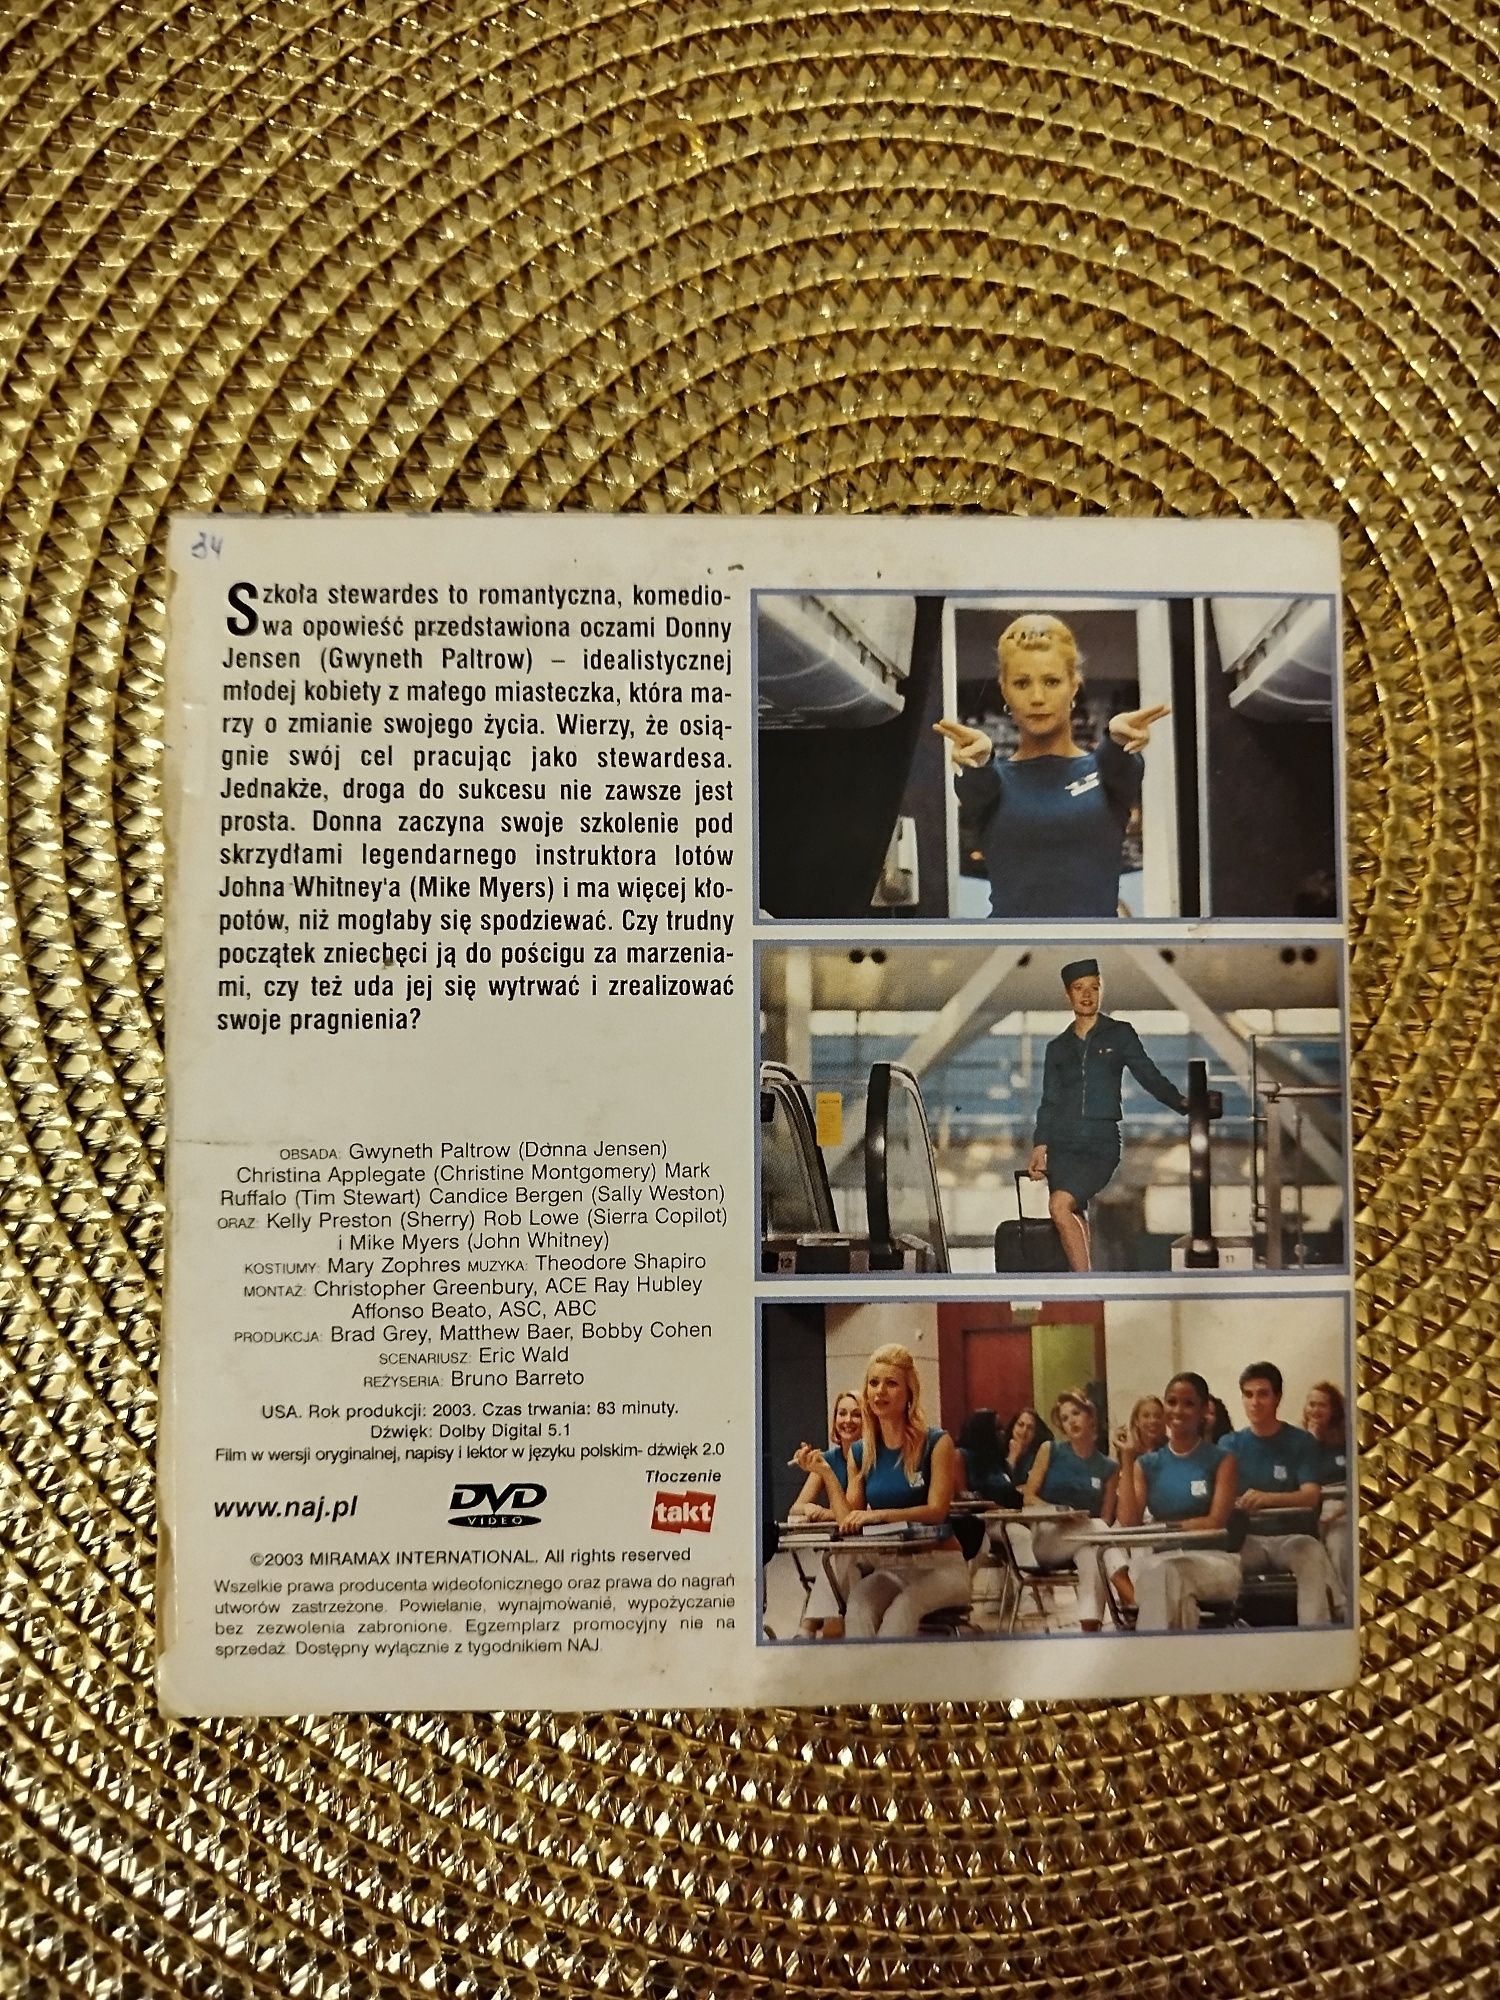 34
Szkoła stewardes to romantyczna, komedio-
wa opowieść przedstawiona oczami Donny
Jensen (Gwyneth Paltrow) – idealistycznej
młodej kobiety z małego miasteczka, która ma-
rzy o zmianie swojego życia. Wierzy, że osią-
gnie swój cel pracując jako stewardesa.
Jednakże, droga do sukcesu nie zawsze jest
prosta. Donna zaczyna swoje szkolenie pod
skrzydłami legendarnego instruktora lotów
Johna Whitney'a (Mike Myers) i ma więcej kło-
potów, niż mogłaby się spodziewać. Czy trudny
początek zniechęci ją do pościgu za marzenia-
mi, czy też uda jej się wytrwać i zrealizować
swoje pragnienia?
OBSADA: Gwyneth Paltrow (Donna Jensen)
Christina Applegate (Christine Montgomery) Mark
Ruffalo (Tim Stewart) Candice Bergen (Sally Weston)
ORAZ: Kelly Preston (Sherry) Rob Lowe (Sierra Copilot)
i Mike Myers (John Whitney)
KOSTIUMY: Mary Zophres MUZYKA: Theodore Shapiro
MONTAŻ: Christopher Greenbury, ACE Ray Hubley
Affonso Beato, ASC, ABC
PRODUKCJA: Brad Grey, Matthew Baer, Bobby Cohen
SCENARIUSZ: Eric Wald
REŻYSERIA: Bruno Barreto
USA. Rok produkcji: 2003. Czas trwania: 83 minuty.
Dźwięk: Dolby Digital 5.1
Film w wersji oryginalnej, napisy i lektor w języku polskim- dźwięk 2.0
Tłoczenie
www.naj.pl
DVD
VIDEO
takt
©2003 MIRAMAX INTERNATIONAL. All rights reserved
Wszelkie prawa producenta wideofonicznego oraz prawa do nagrań
utworów zastrzeżone. Powielanie, wynajmowanie, wypożyczanie
bez zezwolenia zabronione. Egzemplarz promocyjny nie na
sprzedaż. Dostępny wyłącznie z tygodnikiem NAJ.
12
11